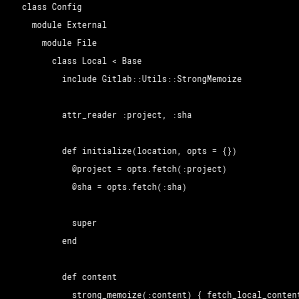 class Config
module External
module File
class Local < Base
include Gitlab::Utils::StrongMemoize
attr_reader :project, :sha
def initialize(location, opts = {})
@project = opts.fetch(:project)
@sha = opts.fetch(:sha)
super
end
def content
strong_memoize(:content) { fetch_local_content